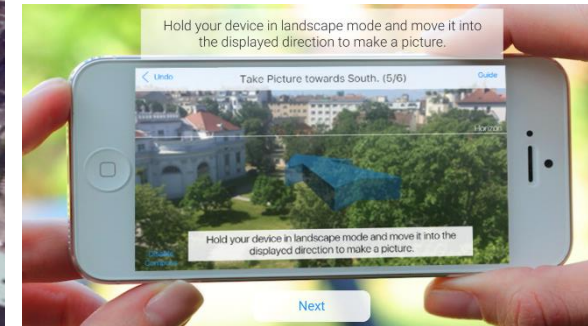 Hold your device in landscape mode and move it into
the displayed direction to make a picture.
Undo
Take Picture towards South. (5/6)
Guide
Horizon
Hold your device in landscape mode and move it into the
displayed direction to make a picture.
Next